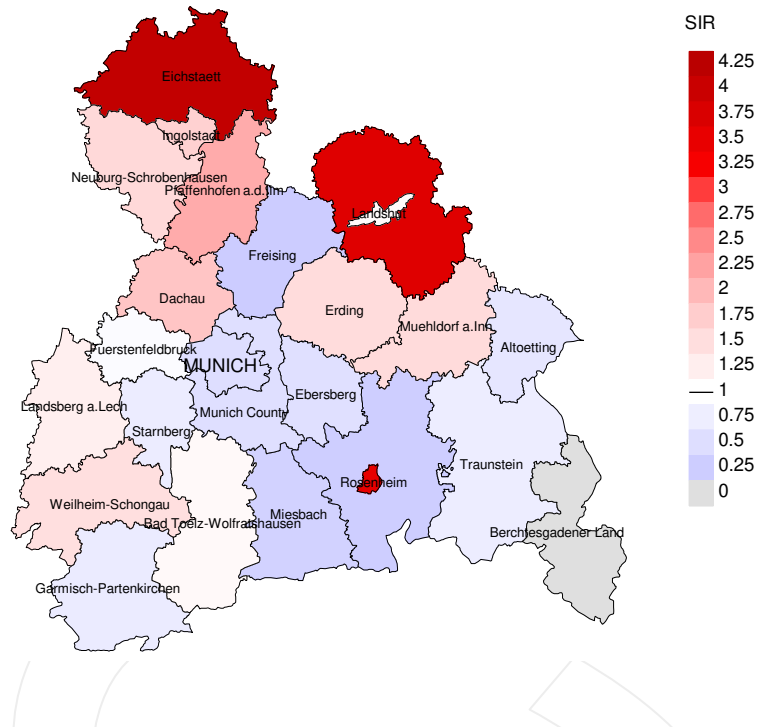 SIR
4.25
4
3.75
3.5
3.25
3
2.75
2.5
2.25
2
1.75
1.5
1.25
1
0.75
0.5
0.25
0
Eichstaett
Ingolstadt
Neuburg-Schrobenhausen
Pfaffenhofen a.d.Ilm
Landshut
Freising
Dachau
Erding
Muehldorf a.Inn
Altoetting
Fuerstenfeldbruck
MUNICH
Ebersberg
Landsberg a.Lech
Munich County
Starnberg
Traunstein
Rosenheim
Weilheim-Schongau
Miesbach
Bad Toelz-Wolfratshausen
Berchtesgadener Land
Garmisch-Partenkirchen